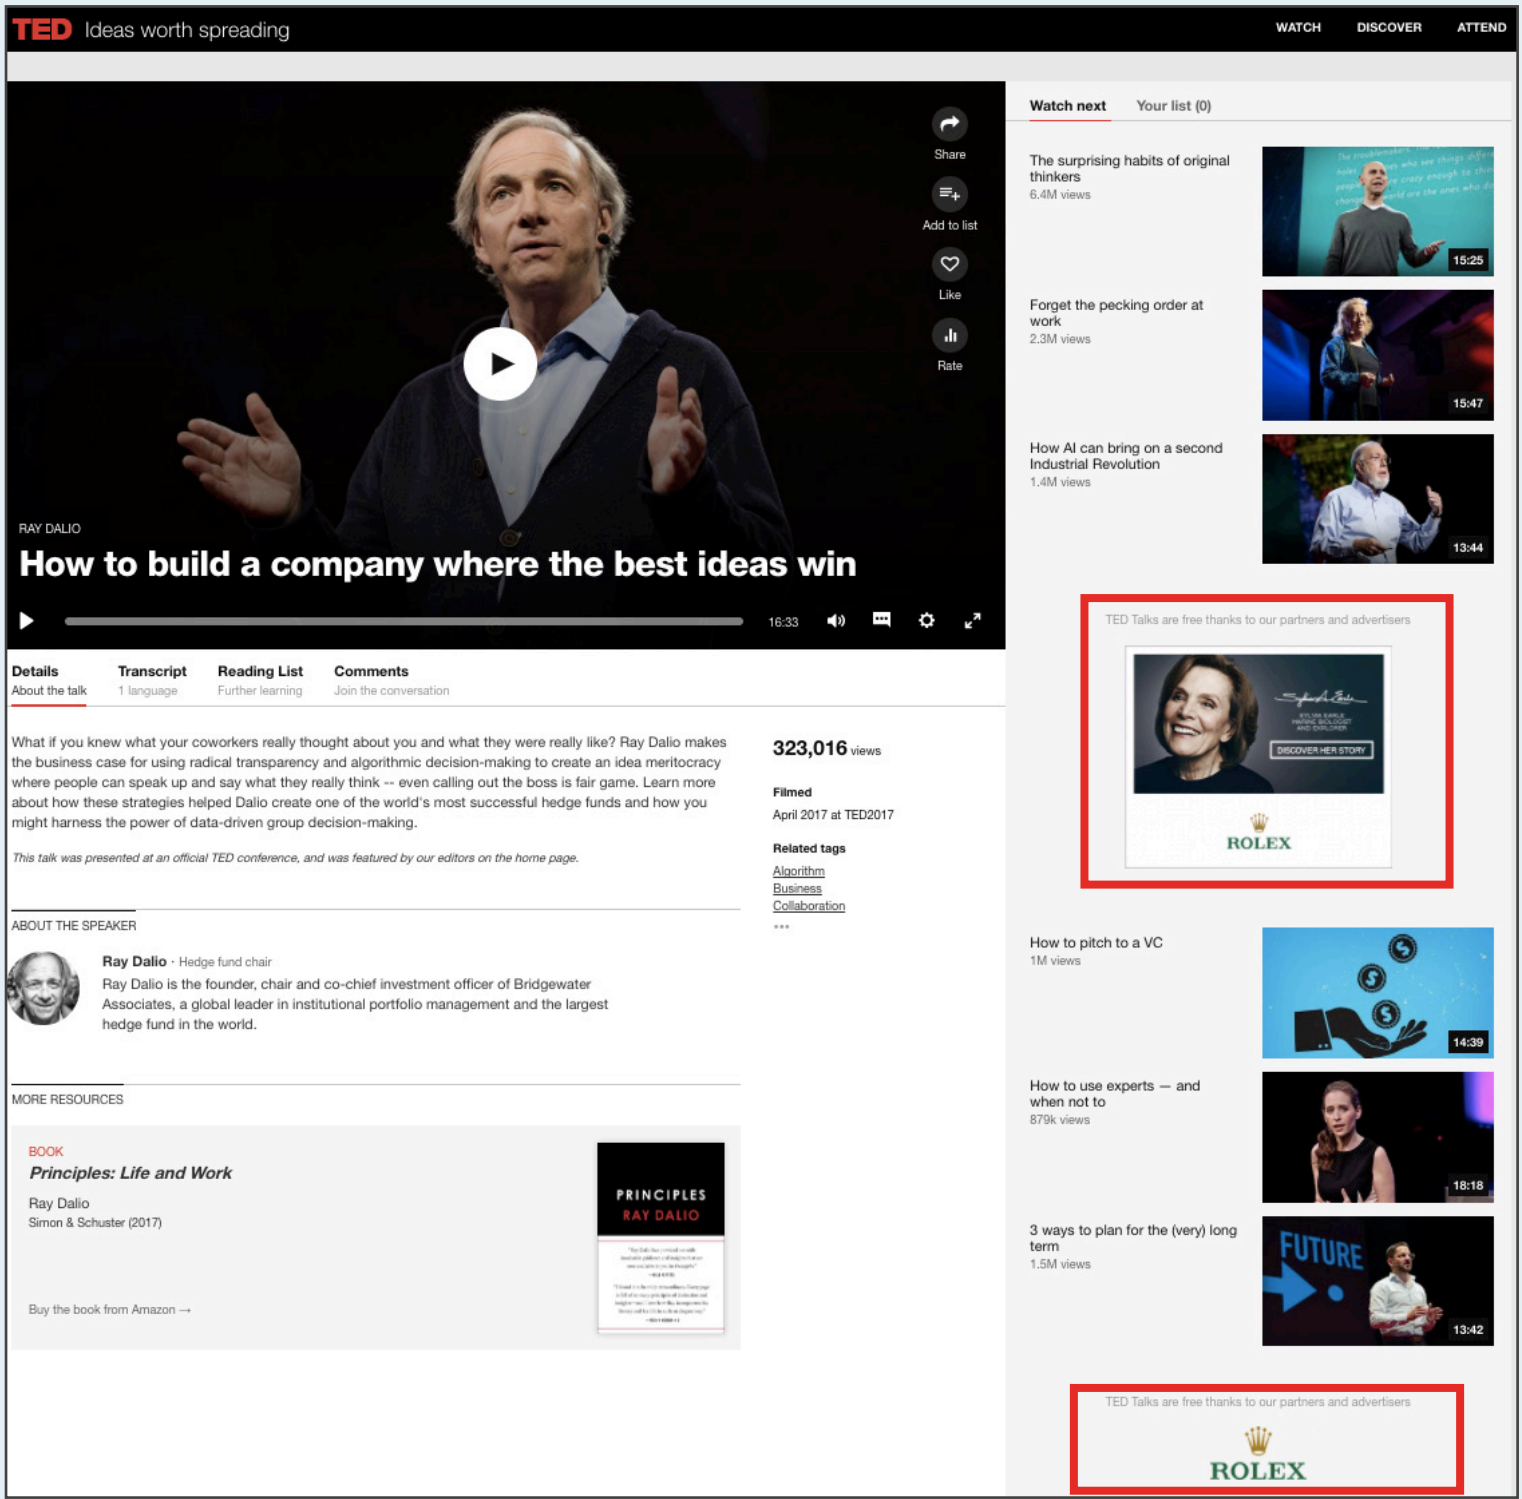 TED Ideas worth spreading
WATCH DISCOVER ATTEND
Share
Add to list
Like
Rate
RAY DALIO
How to build a company where the best ideas win
16:33
Details
About the talk
Transcript
1 language
Reading List
Further learning
Comments
Join the conversation
What if you knew what your coworkers really thought about you and what they were really like? Ray Dalio makes
the business case for using radical transparency and algorithmic decision-making to create an idea meritocracy
where people can speak up and say what they really think -- even calling out the boss is fair game. Learn more
about how these strategies helped Dalio create one of the world's most successful hedge funds and how you
might harness the power of data-driven group decision-making.
This talk was presented at an official TED conference, and was featured by our editors on the home page.
323,016 views
Filmed
April 2017 at TED2017
Related tags
Algorithm
Business
Collaboration
ABOUT THE SPEAKER
Ray Dalio · Hedge fund chair
Ray Dalio is the founder, chair and co-chief investment officer of Bridgewater
Associates, a global leader in institutional portfolio management and the largest
hedge fund in the world.
MORE RESOURCES
BOOK
Principles: Life and Work
Ray Dalio
Simon & Schuster (2017)
Buy the book from Amazon →
PRINCIPLES
RAY DALIO
Watch next Your list (0)
The surprising habits of original
thinkers
6.4M views
15:25
Forget the pecking order at
work
2.3M views
15:47
How AI can bring on a second
Industrial Revolution
1.4M views
13:44
TED Talks are free thanks to our partners and advertisers
SYLVIA EARLE
MARINE BIOLOGIST
AND EXPLORER
DISCOVER HER STORY
ROLEX
How to pitch to a VC
1M views
14:39
How to use experts — and
when not to
879k views
18:18
3 ways to plan for the (very) long
term
1.5M views
FUTURE
13:42
TED Talks are free thanks to our partners and advertisers
ROLEX